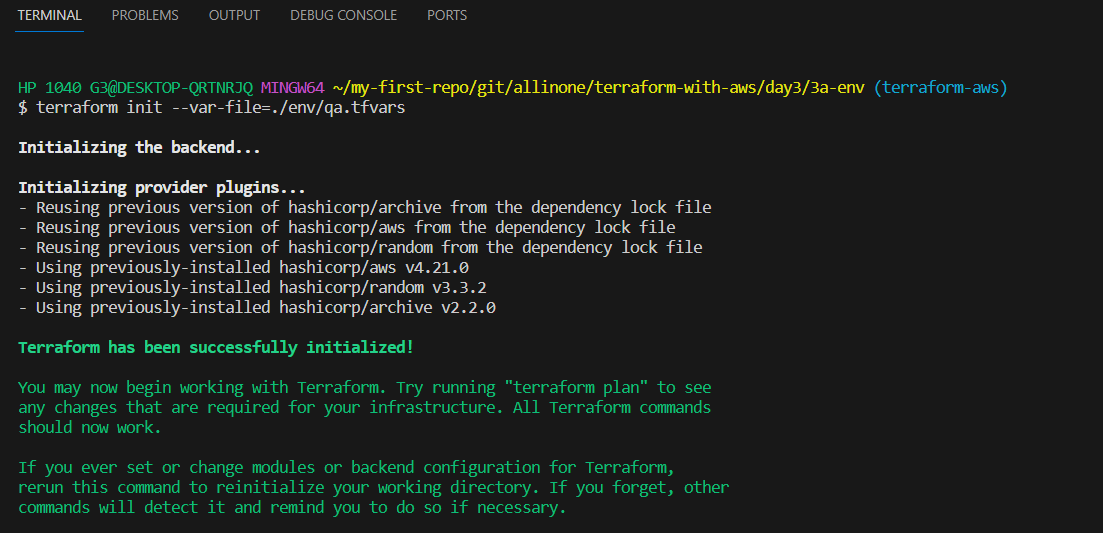 TERMINAL PROBLEMS OUTPUT DEBUG CONSOLE PORTS
HP 1040 G3@DESKTOP-QRTNRJQ MINGW64 ~/my-first-repo/git/allinone/terraform-with-aws/day3/3a-env (terraform-aws)
$ terraform init --var-file=./env/qa.tfvars
Initializing the backend...
Initializing provider plugins...
- Reusing previous version of hashicorp/archive from the dependency lock file
- Reusing previous version of hashicorp/aws from the dependency lock file
- Reusing previous version of hashicorp/random from the dependency lock file
- Using previously-installed hashicorp/aws v4.21.0
- Using previously-installed hashicorp/random v3.3.2
- Using previously-installed hashicorp/archive v2.2.0
Terraform has been successfully initialized!
You may now begin working with Terraform. Try running "terraform plan" to see
any changes that are required for your infrastructure. All Terraform commands
should now work.
If you ever set or change modules or backend configuration for Terraform,
rerun this command to reinitialize your working directory. If you forget, other
commands will detect it and remind you to do so if necessary.